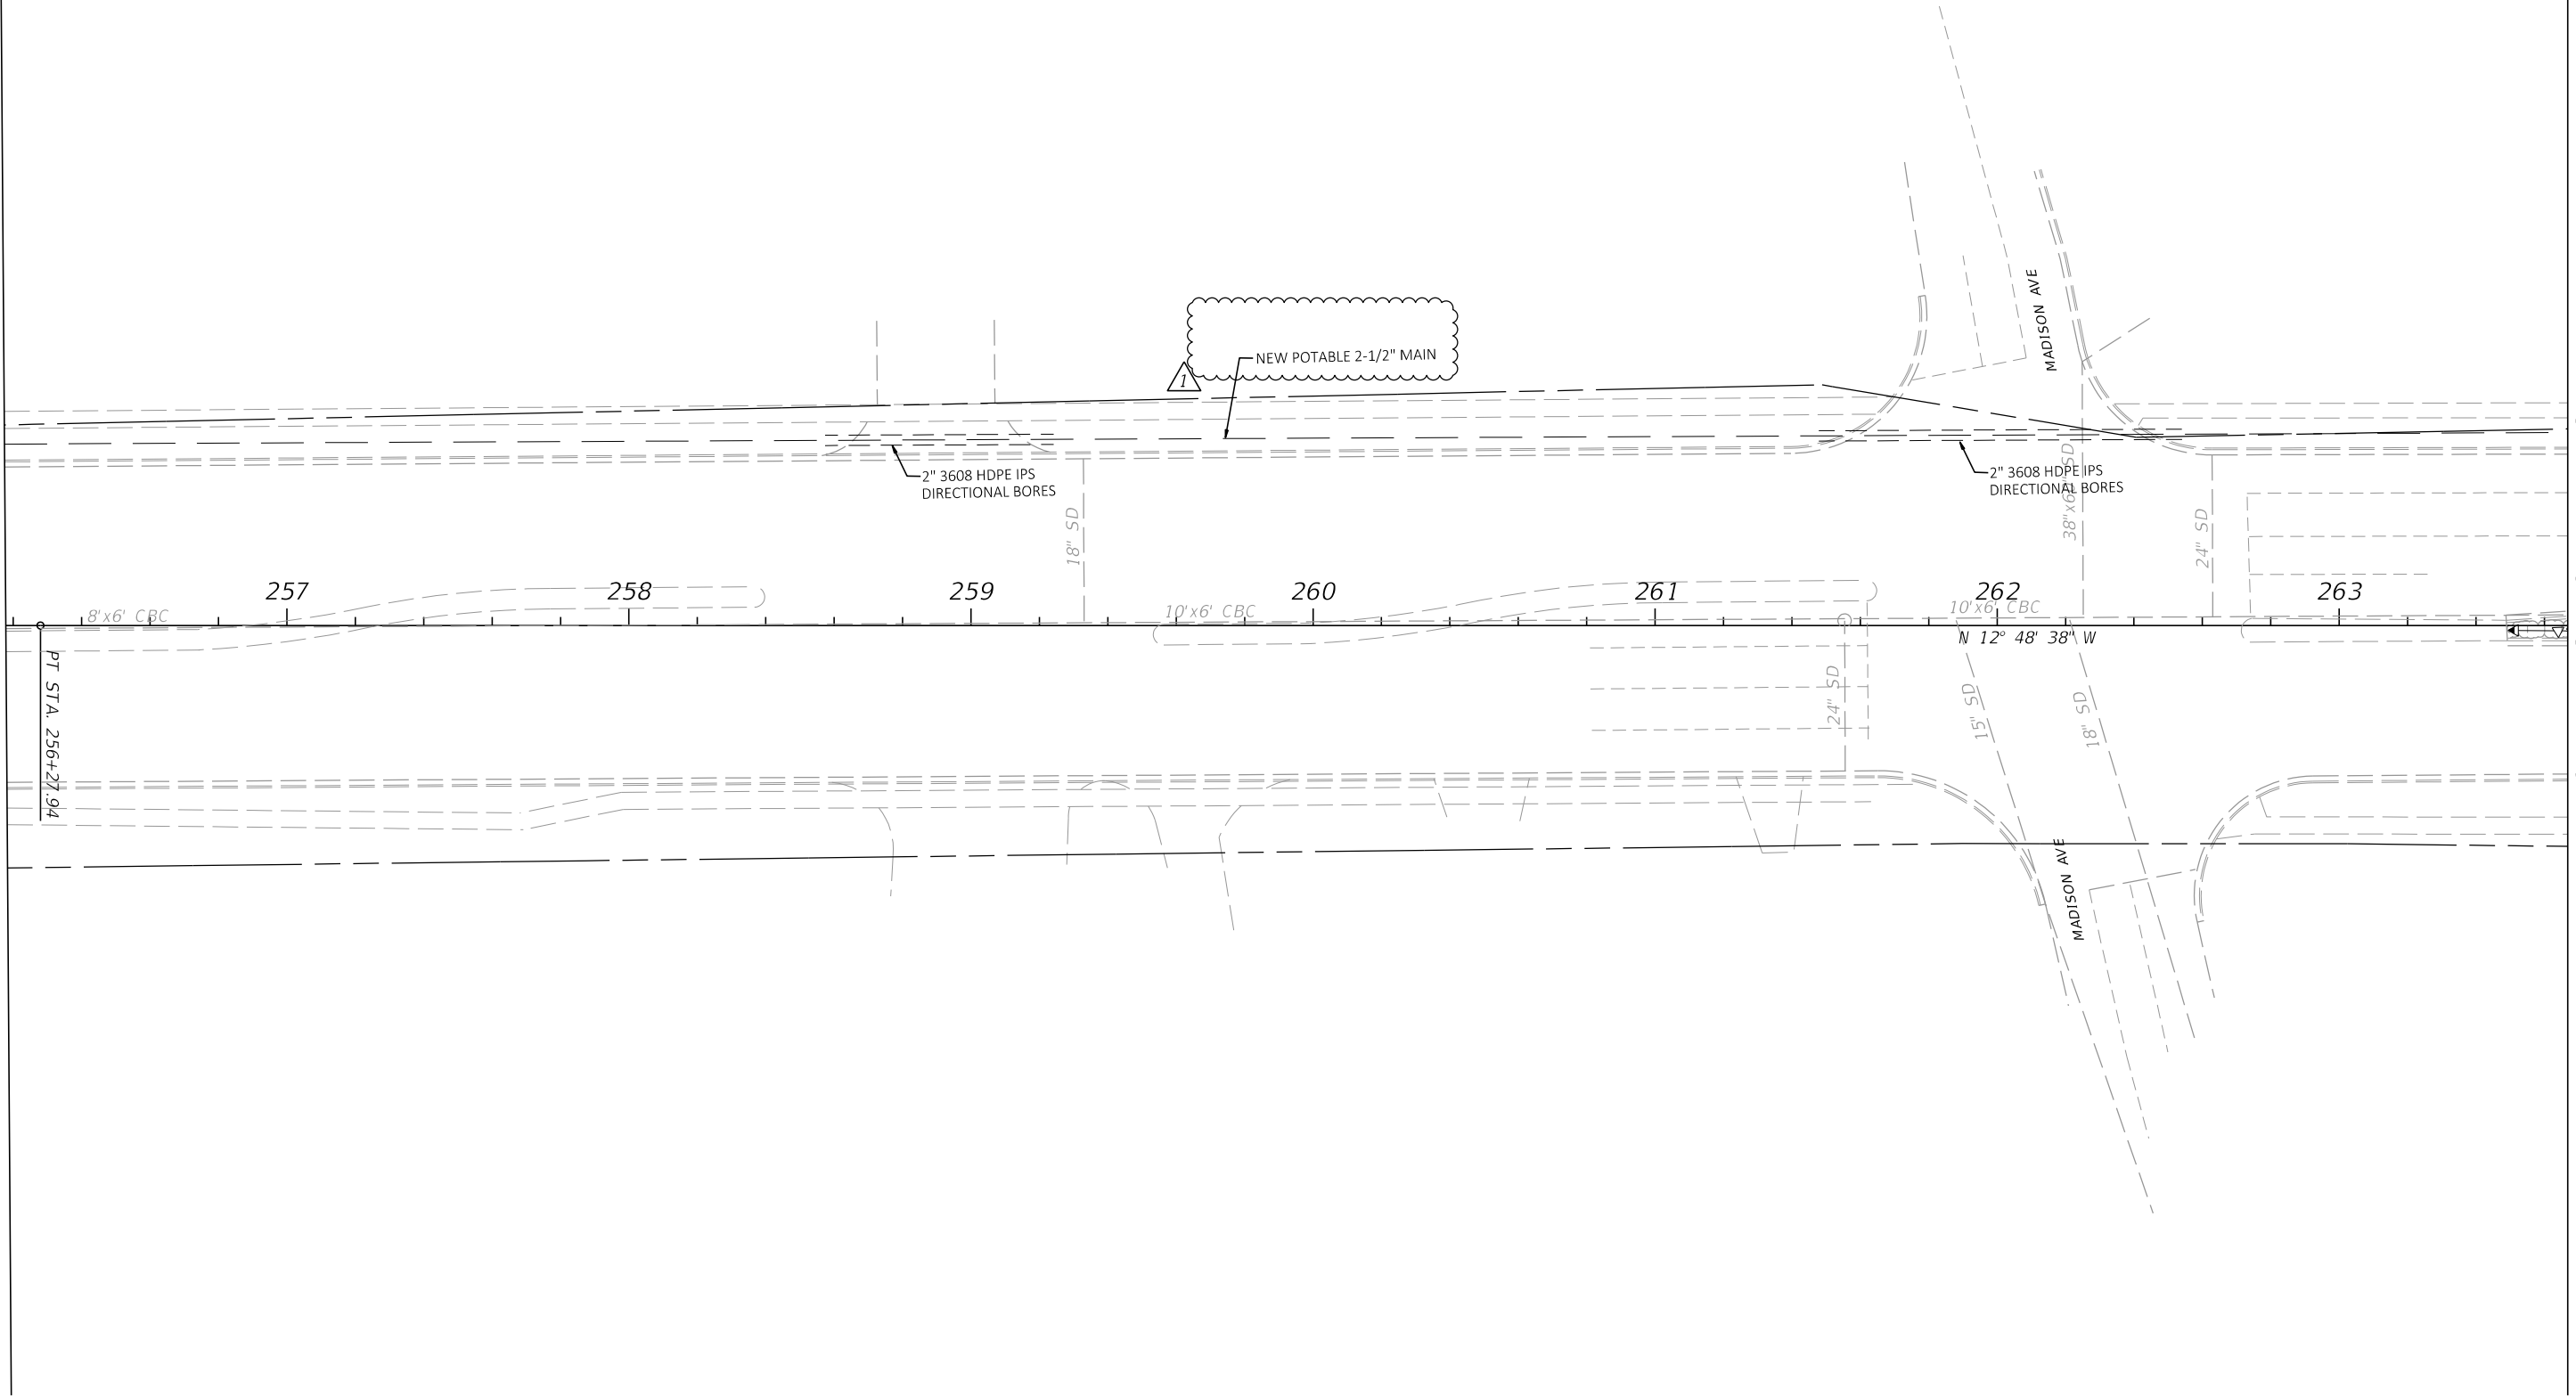 MADISON AVE
NEW POTABLE 2-1/2" MAIN
1
2" 3608 HDPE IPS
DIRECTIONAL BORES
2" 3608 HDPE IPS
DIRECTIONAL BORES
18" SD
38"x60" SD
24" SD
257
258
259
260
261
262
263
8'x6' CBC
10'x6' CBC
10'x6' CBC
N 12° 48' 38" W
PT STA. 256+27.94
24" SD
15" SD
18" SD
MADISON AVE